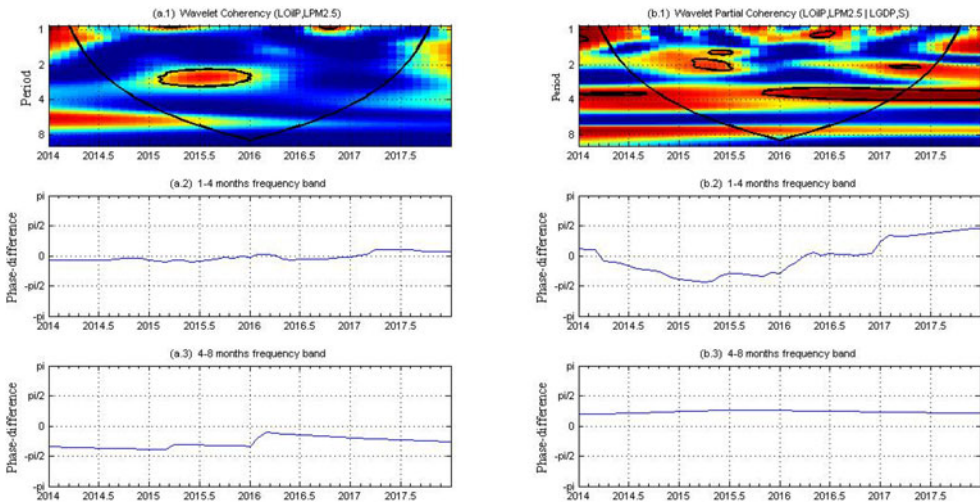 (a.1) Wavelet Coherency (LOilP,LPM2.5)
Period
1
2
4
8
2014 2014.5 2015 2015.5 2016 2016.5 2017 2017.5
(a.2) 1-4 months frequency band
Phase-difference
pi
pi/2
0
-pi/2
-pi
2014 2014.5 2015 2015.5 2016 2016.5 2017 2017.5
(a.3) 4-8 months frequency band
Phase-difference
pi
pi/2
0
-pi/2
-pi
2014 2014.5 2015 2015.5 2016 2016.5 2017 2017.5
(b.1) Wavelet Partial Coherency (LOilP,LPM2.5 | LGDP,S)
Period
1
2
4
8
2014 2014.5 2015 2015.5 2016 2016.5 2017 2017.5
(b.2) 1-4 months frequency band
Phase-difference
pi
pi/2
0
-pi/2
-pi
2014 2014.5 2015 2015.5 2016 2016.5 2017 2017.5
(b.3) 4-8 months frequency band
Phase-difference
pi
pi/2
0
-pi/2
-pi
2014 2014.5 2015 2015.5 2016 2016.5 2017 2017.5